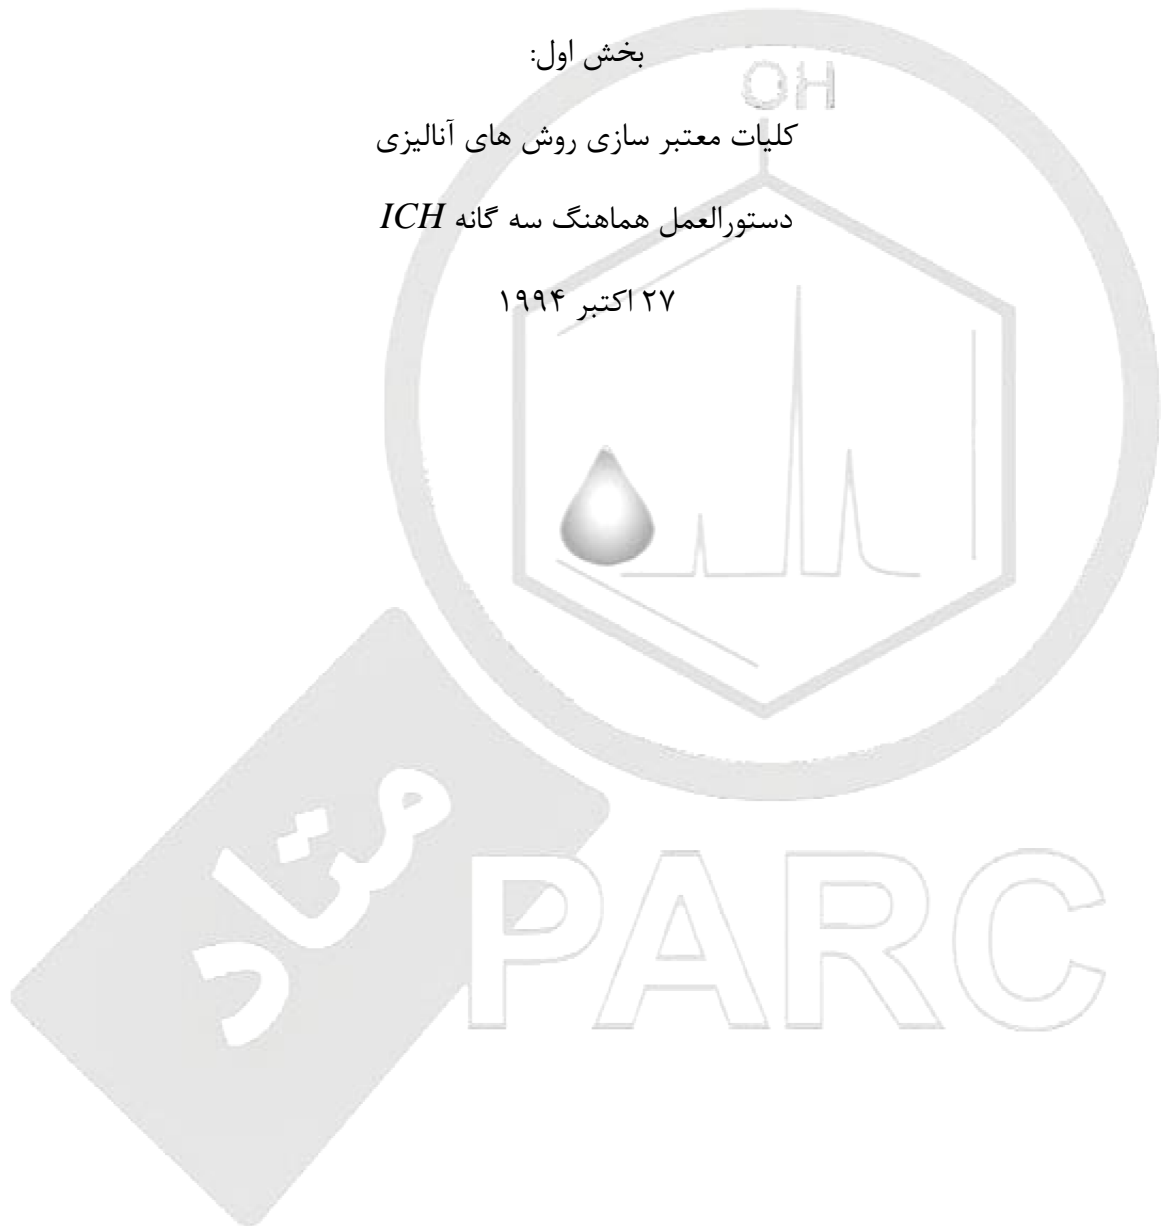 بخش اول:
OH
کلیات معتبر سازی روش های آنالیزی
دستورالعمل هماهنگ سه گانه ICH
۲۷ اکتبر ۱۹۹۴
متاد
PARC